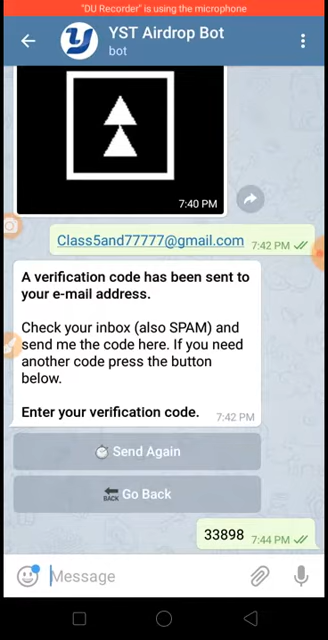 "DU Recorder" is using the microphone
YST Airdrop Bot
bot
7:40 PM
Class5and77777@gmail.com 7:42 PM
A verification code has been sent to
your e-mail address.
Check your inbox (also SPAM) and
send me the code here. If you need
another code press the button
below.
Enter your verification code. 7:42 PM
Send Again
BACK Go Back
33898 7:44 PM
Message